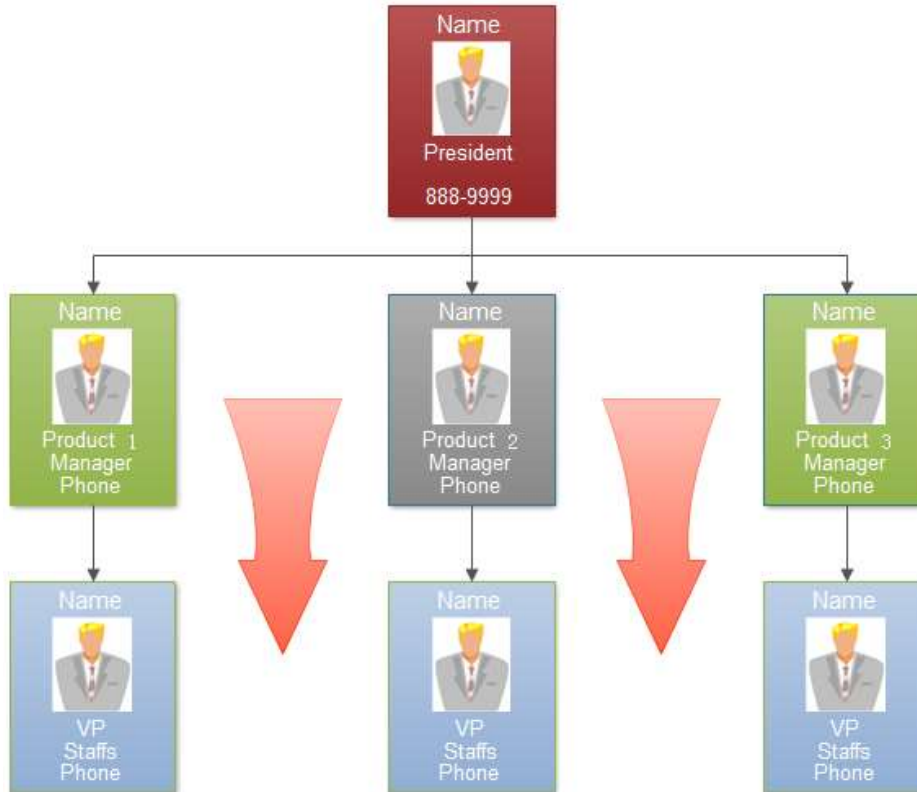 Name
President
888-9999
Name
Product 1
Manager
Phone
Name
Product 2
Manager
Phone
Name
Product 3
Manager
Phone
Name
VP
Staffs
Phone
Name
VP
Staffs
Phone
Name
VP
Staffs
Phone